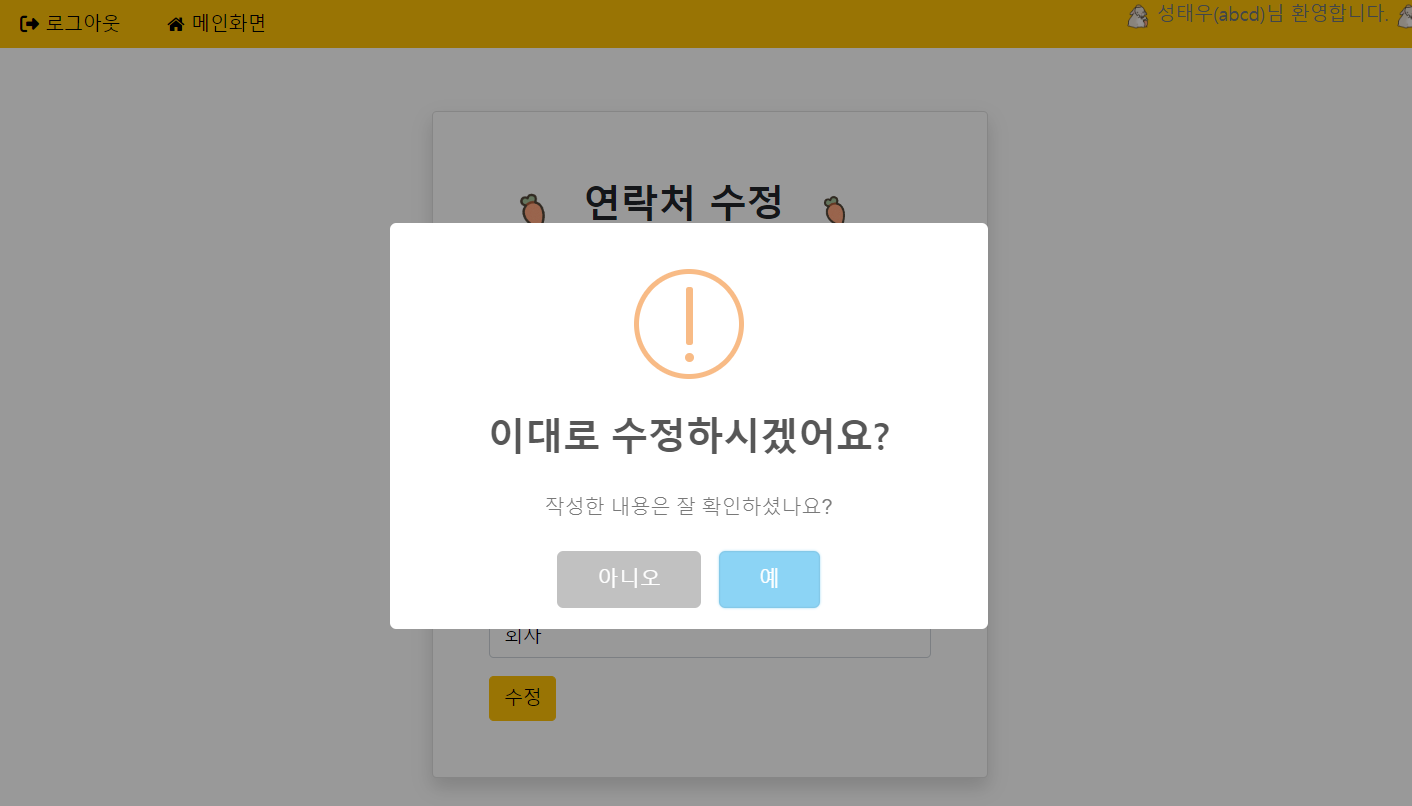 로그아웃 메인화면 성태우(abcd)님 환영합니다.
연락처 수정
이대로 수정하시겠어요?
작성한 내용은 잘 확인하셨나요?
아니오 예
회사
수정